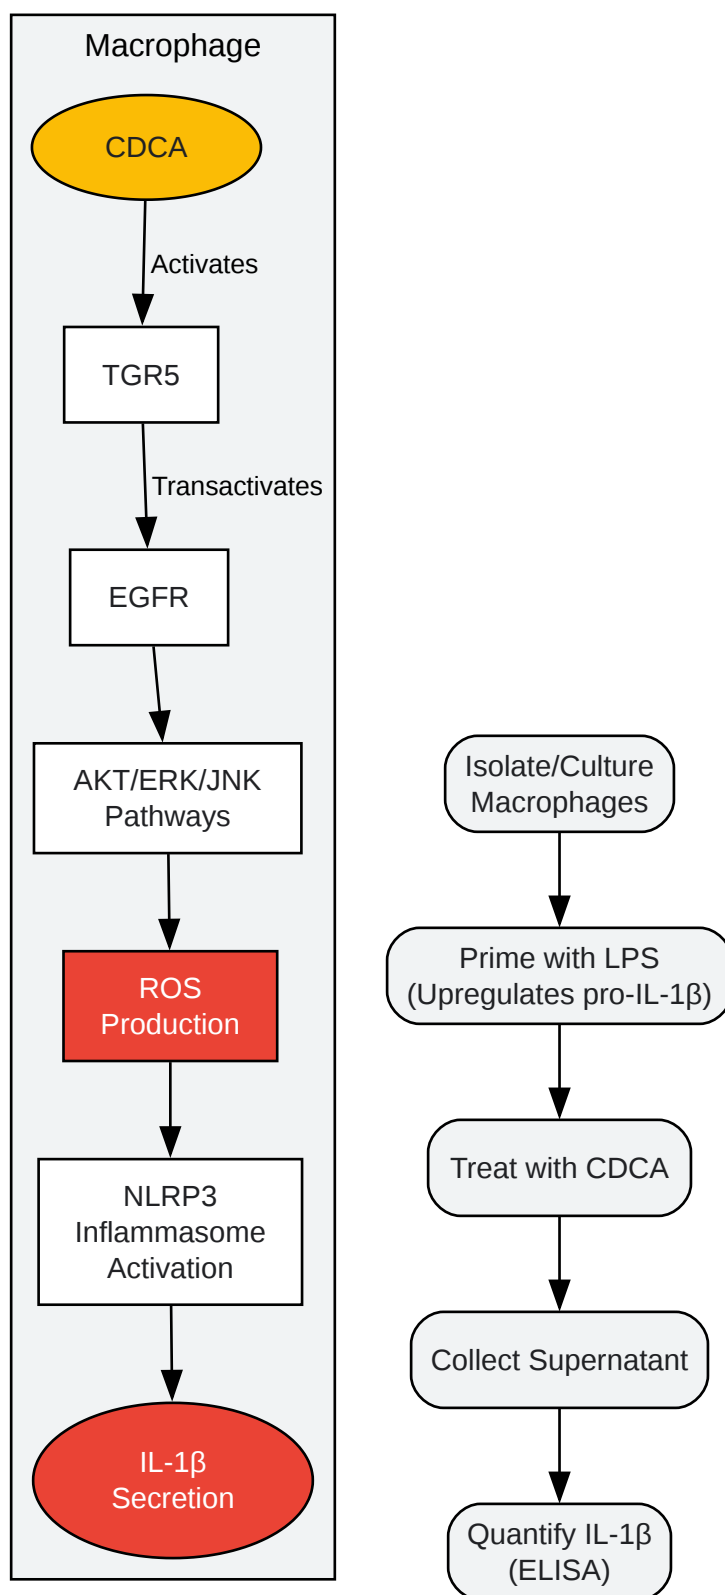 Macrophage
CDCA
Activates
TGR5
Transactivates
EGFR
AKT/ERK/JNK
Pathways
ROS
Production
NLRP3
Inflammasome
Activation
IL-1β
Secretion
Isolate/Culture
Macrophages
Prime with LPS
(Upregulates pro-IL-1β)
Treat with CDCA
Collect Supernatant
Quantify IL-1β
(ELISA)